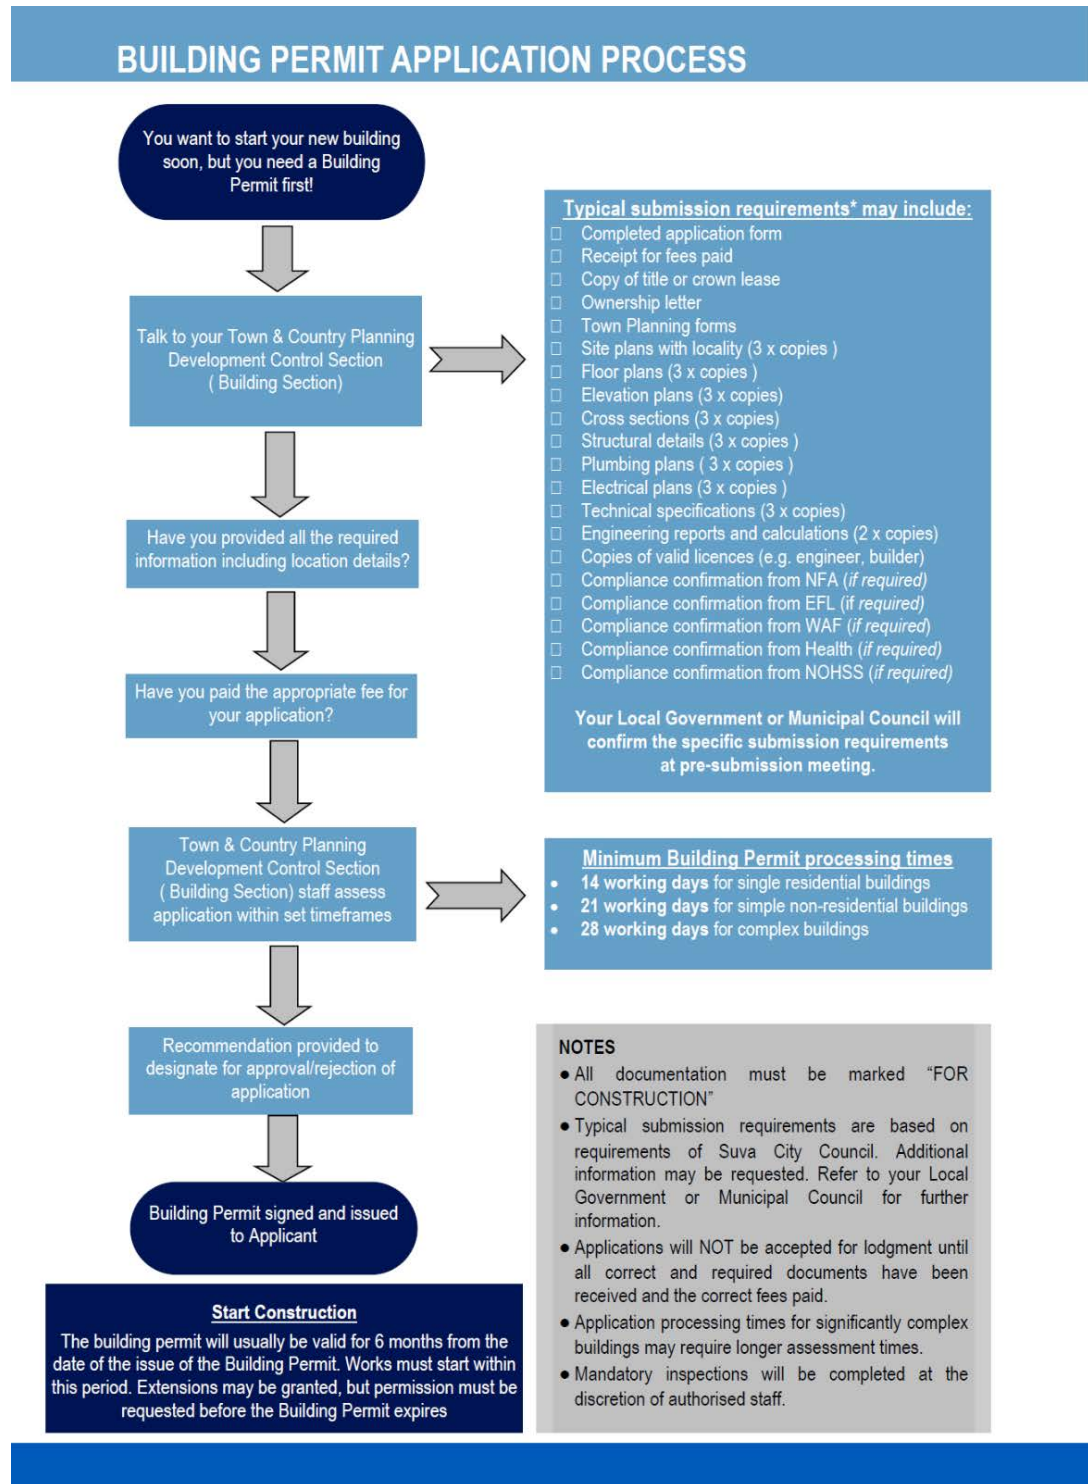 BUILDING PERMIT APPLICATION PROCESS
You want to start your new building
soon, but you need a Building
Permit first!
Talk to your Town & Country Planning
Development Control Section
( Building Section)
Typical submission requirements* may include:
Completed application form
Receipt for fees paid
Copy of title or crown lease
Ownership letter
Town Planning forms
Site plans with locality (3 x copies )
Floor plans (3 x copies )
Elevation plans (3 x copies)
Cross sections (3 x copies)
Structural details (3 x copies )
Plumbing plans ( 3 x copies )
Electrical plans (3 x copies )
Technical specifications (3 x copies)
Engineering reports and calculations (2 x copies)
Copies of valid licences (e.g. engineer, builder)
Compliance confirmation from NFA (if required)
Compliance confirmation from EFL (if required)
Compliance confirmation from WAF (if required)
Compliance confirmation from Health (if required)
Compliance confirmation from NOHSS (if required)
Your Local Government or Municipal Council will
confirm the specific submission requirements
at pre-submission meeting.
Have you provided all the required
information including location details?
Have you paid the appropriate fee for
your application?
Town & Country Planning
Development Control Section
( Building Section) staff assess
application within set timeframes
Minimum Building Permit processing times
• 14 working days for single residential buildings
• 21 working days for simple non-residential buildings
• 28 working days for complex buildings
Recommendation provided to
designate for approval/rejection of
application
Building Permit signed and issued
to Applicant
Start Construction
The building permit will usually be valid for 6 months from the
date of the issue of the Building Permit. Works must start within
this period. Extensions may be granted, but permission must be
requested before the Building Permit expires
NOTES
● All documentation must be marked “FOR
CONSTRUCTION”
● Typical submission requirements are based on
requirements of Suva City Council. Additional
information may be requested. Refer to your Local
Government or Municipal Council for further
information.
● Applications will NOT be accepted for lodgment until
all correct and required documents have been
received and the correct fees paid.
● Application processing times for significantly complex
buildings may require longer assessment times.
● Mandatory inspections will be completed at the
discretion of authorised staff.